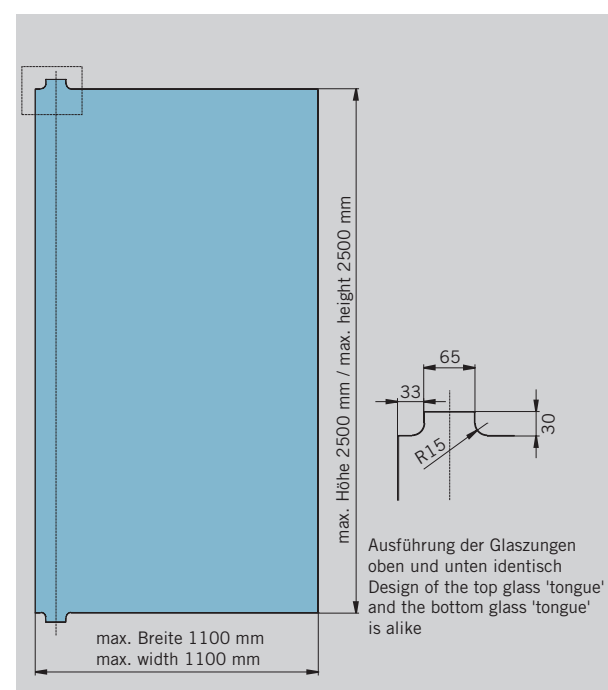 max. Höhe 2500 mm / max. height 2500 mm
65
33
30
R15
Ausführung der Glaszungen
oben und unten identisch
Design of the top glass 'tongue'
and the bottom glass 'tongue'
is alike
max. Breite 1100 mm
max. width 1100 mm